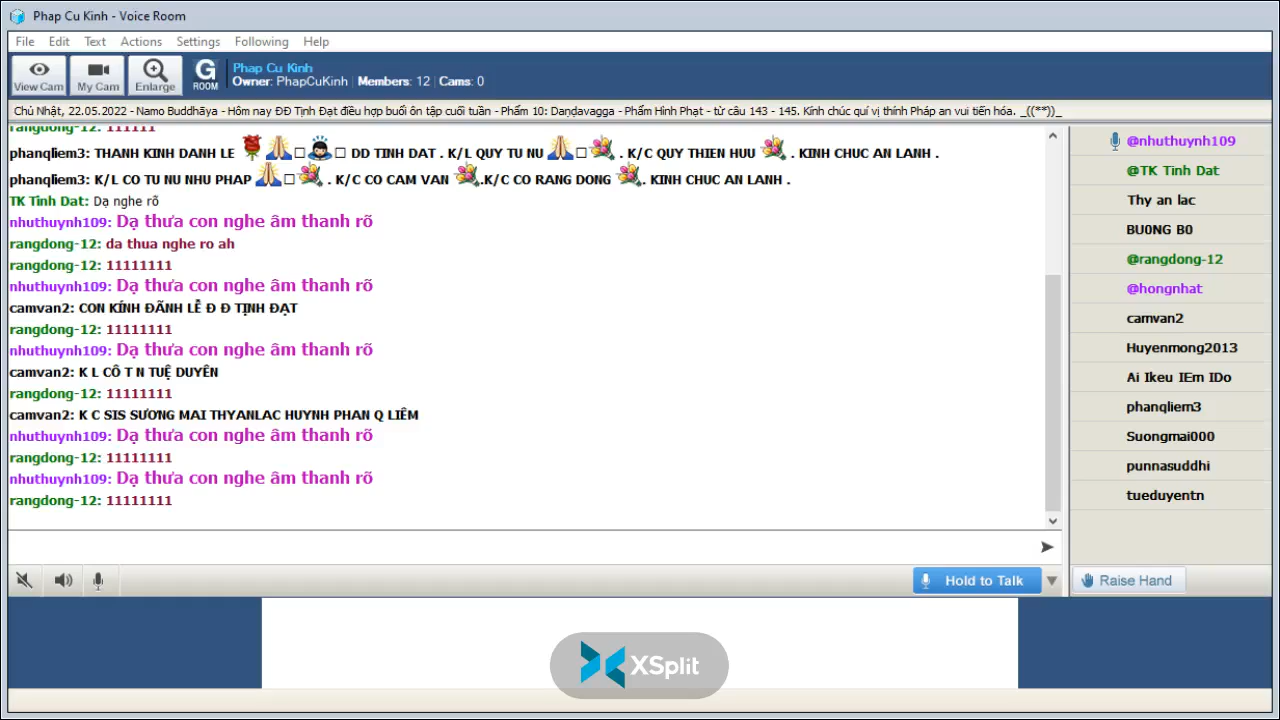 Phap Cu Kinh - Voice Room
File Edit Text Actions Settings Following Help
View Cam
My Cam
Enlarge
G
ROOM
Phap Cu Kinh
Owner: PhapCuKinh | Members: 12 | Cams: 0
Chủ Nhật, 22.05.2022 - Namo Buddhāya - Hôm nay ĐĐ Tịnh Đạt điều hợp buổi ôn tập cuối tuần - Phẩm 10: Daṇḍavagga - Phẩm Hình Phạt - từ câu 143 - 145. Kính chúc quí vị thính Pháp an vui tiến hóa. _((**))_
rangdong-12: 111111
phanqliem3: THANH KINH DANH LE 🌹🙏□🙇□ DD TINH DAT . K/L QUY TU NU 🙏□💐 . K/C QUY THIEN HUU 💐 . KINH CHUC AN LANH .
phanqliem3: K/L CO TU NU NHU PHAP 🙏□💐 . K/C CO CAM VAN 💐.K/C CO RANG DONG 💐. KINH CHUC AN LANH .
TK Tinh Dat: Dạ nghe rõ
nhuthuynh109: Dạ thưa con nghe âm thanh rõ
rangdong-12: da thua nghe ro ah
rangdong-12: 11111111
nhuthuynh109: Dạ thưa con nghe âm thanh rõ
camvan2: CON KÍNH ĐÃNH LỄ Đ Đ TỊNH ĐẠT
rangdong-12: 11111111
nhuthuynh109: Dạ thưa con nghe âm thanh rõ
camvan2: K L CÔ T N TUỆ DUYÊN
rangdong-12: 11111111
camvan2: K C SIS SƯƠNG MAI THYANLAC HUYNH PHAN Q LIÊM
nhuthuynh109: Dạ thưa con nghe âm thanh rõ
rangdong-12: 11111111
nhuthuynh109: Dạ thưa con nghe âm thanh rõ
rangdong-12: 11111111
@nhuthuynh109
@TK Tinh Dat
Thy an lac
BU0NG B0
@rangdong-12
@hongnhat
camvan2
Huyenmong2013
Ai Ikeu IEm IDo
phanqliem3
Suongmai000
punnasuddhi
tueduyentn
Hold to Talk
Raise Hand
XSplit